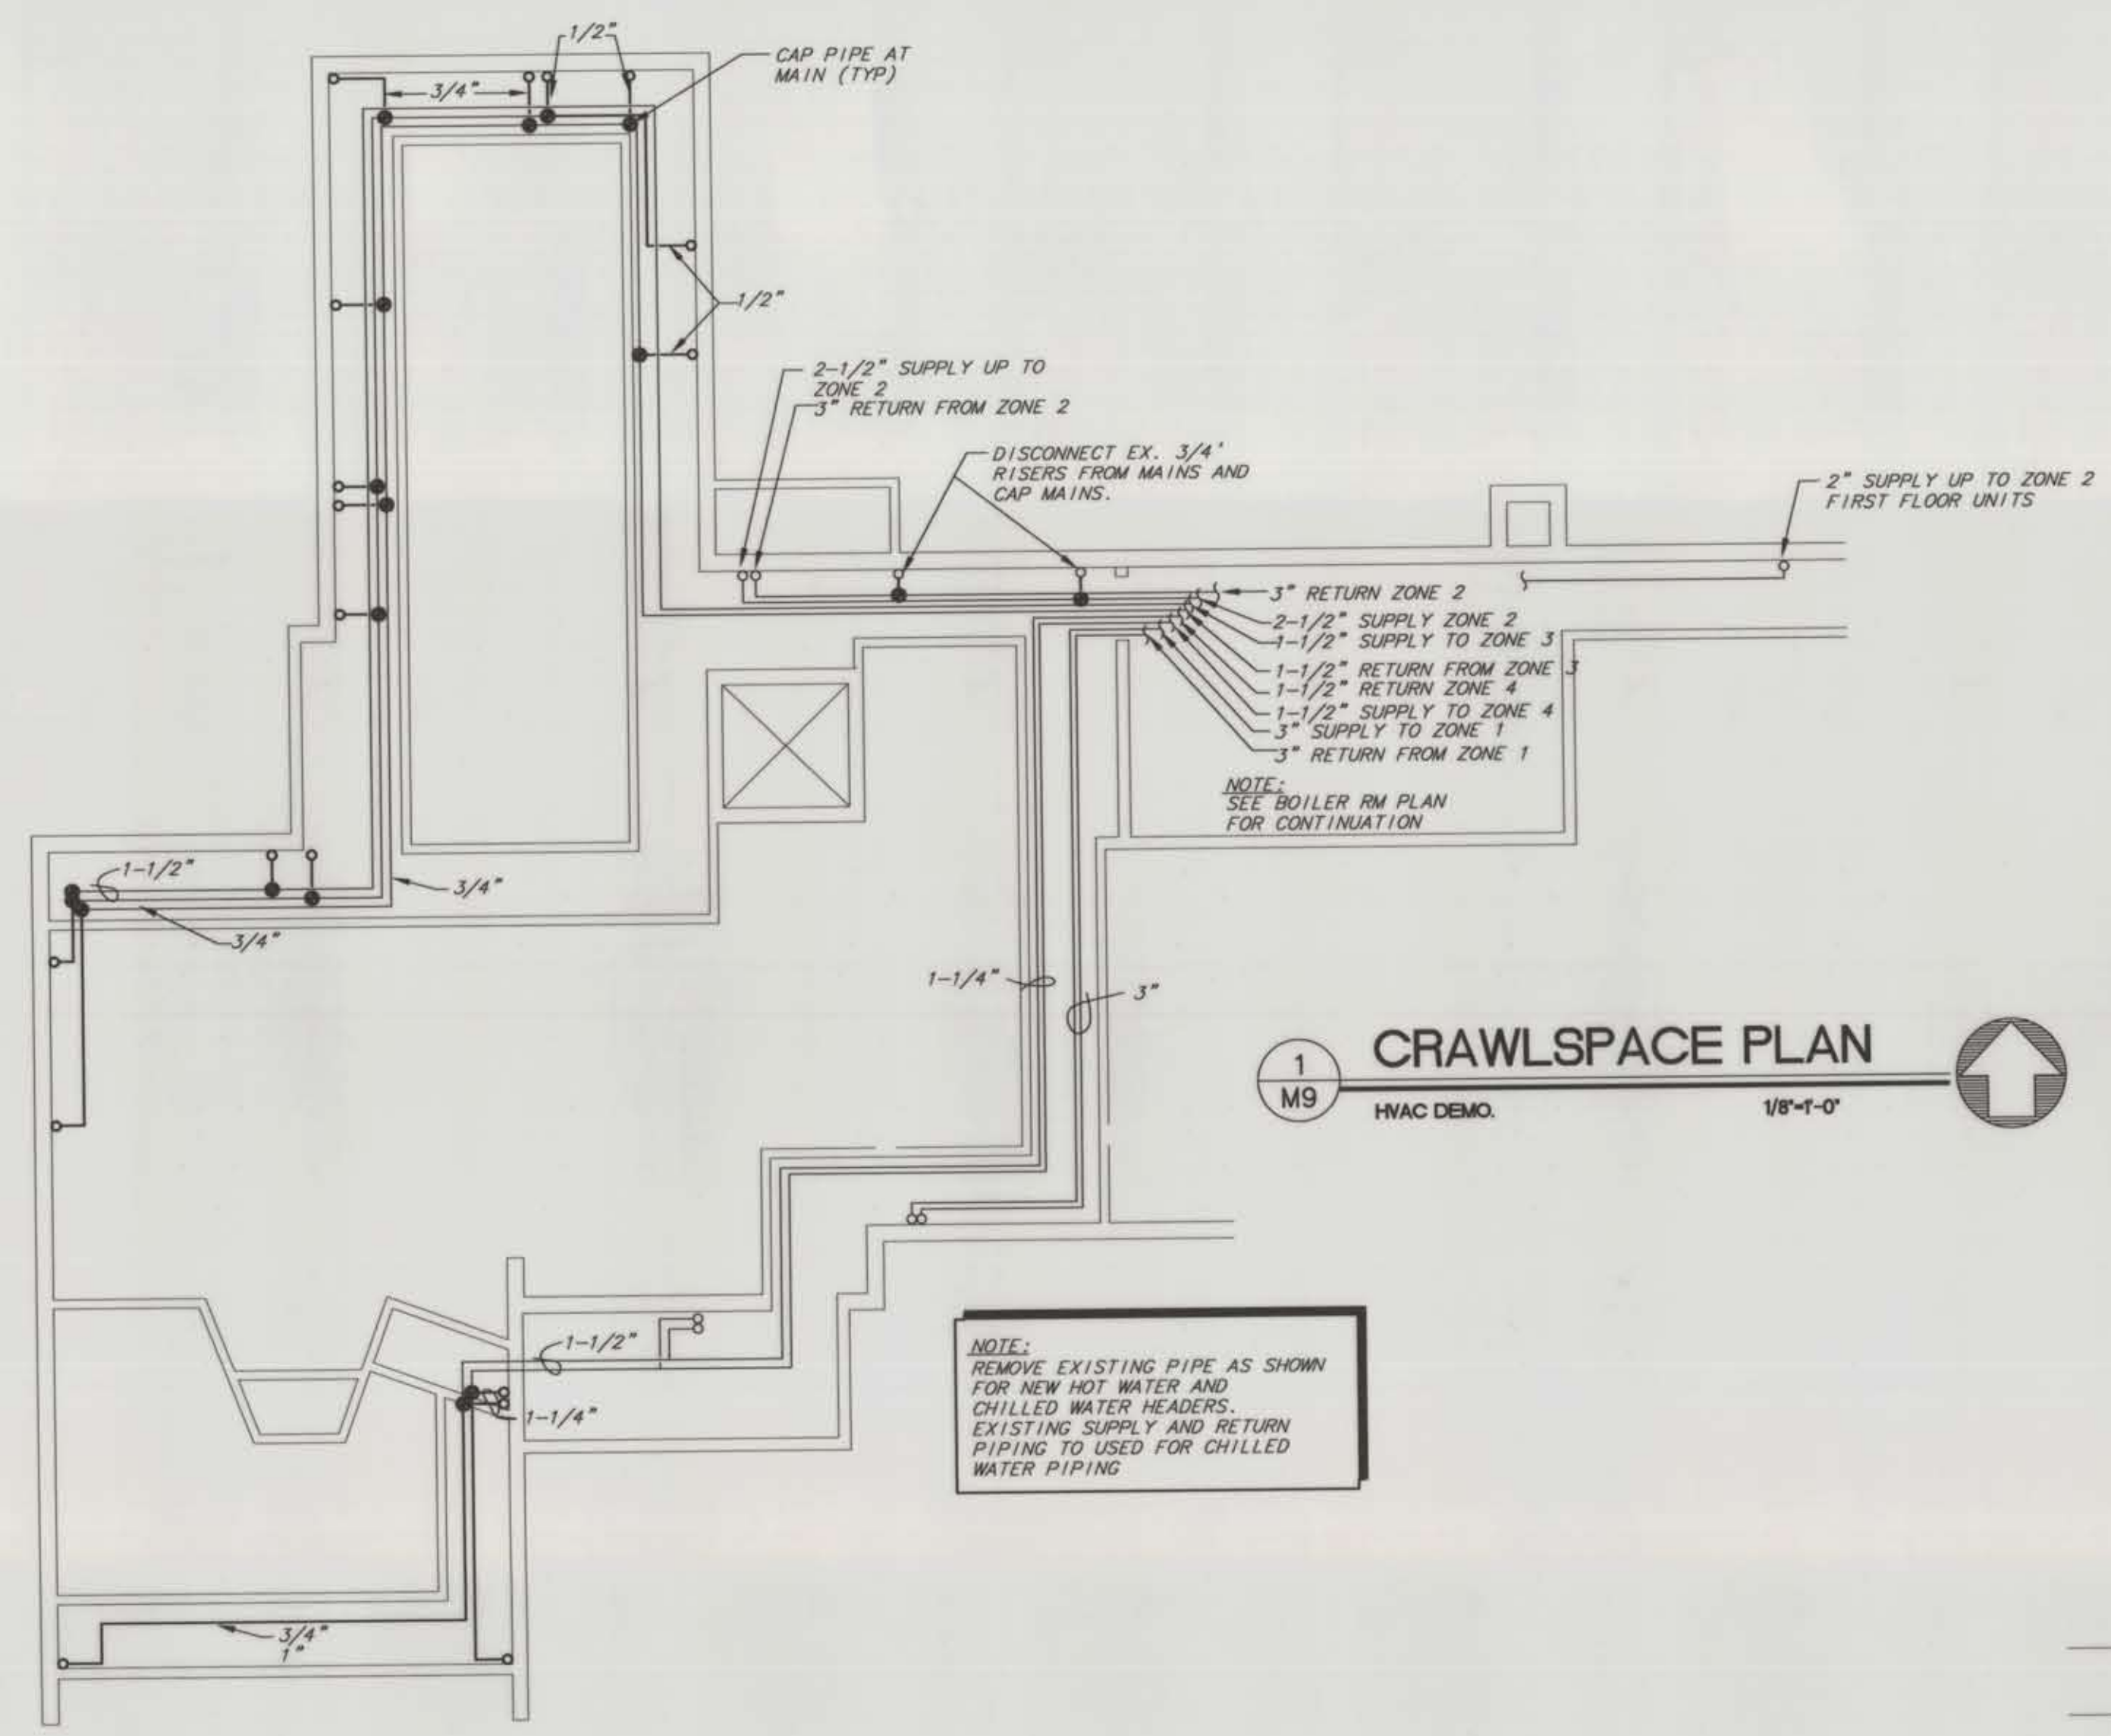 1/2"
CAP PIPE AT
MAIN (TYP)
3/4"
1/2"
2-1/2" SUPPLY UP TO
ZONE 2
3" RETURN FROM ZONE 2
DISCONNECT EX. 3/4'
RISERS FROM MAINS AND
CAP MAINS.
2" SUPPLY UP TO ZONE 2
FIRST FLOOR UNITS
3" RETURN ZONE 2
2-1/2" SUPPLY ZONE 2
1-1/2" SUPPLY TO ZONE 3
1-1/2" RETURN FROM ZONE 3
1-1/2" RETURN ZONE 4
1-1/2" SUPPLY TO ZONE 4
3" SUPPLY TO ZONE 1
3" RETURN FROM ZONE 1
NOTE:
SEE BOILER RM PLAN
FOR CONTINUATION
1-1/2"
3/4"
3/4"
1-1/4"
3"
1
M9
CRAWLSPACE PLAN
HVAC DEMO.
1/8"=1'-0"
1-1/2"
1-1/4"
NOTE:
REMOVE EXISTING PIPE AS SHOWN
FOR NEW HOT WATER AND
CHILLED WATER HEADERS.
EXISTING SUPPLY AND RETURN
PIPING TO USED FOR CHILLED
WATER PIPING
3/4"
1"